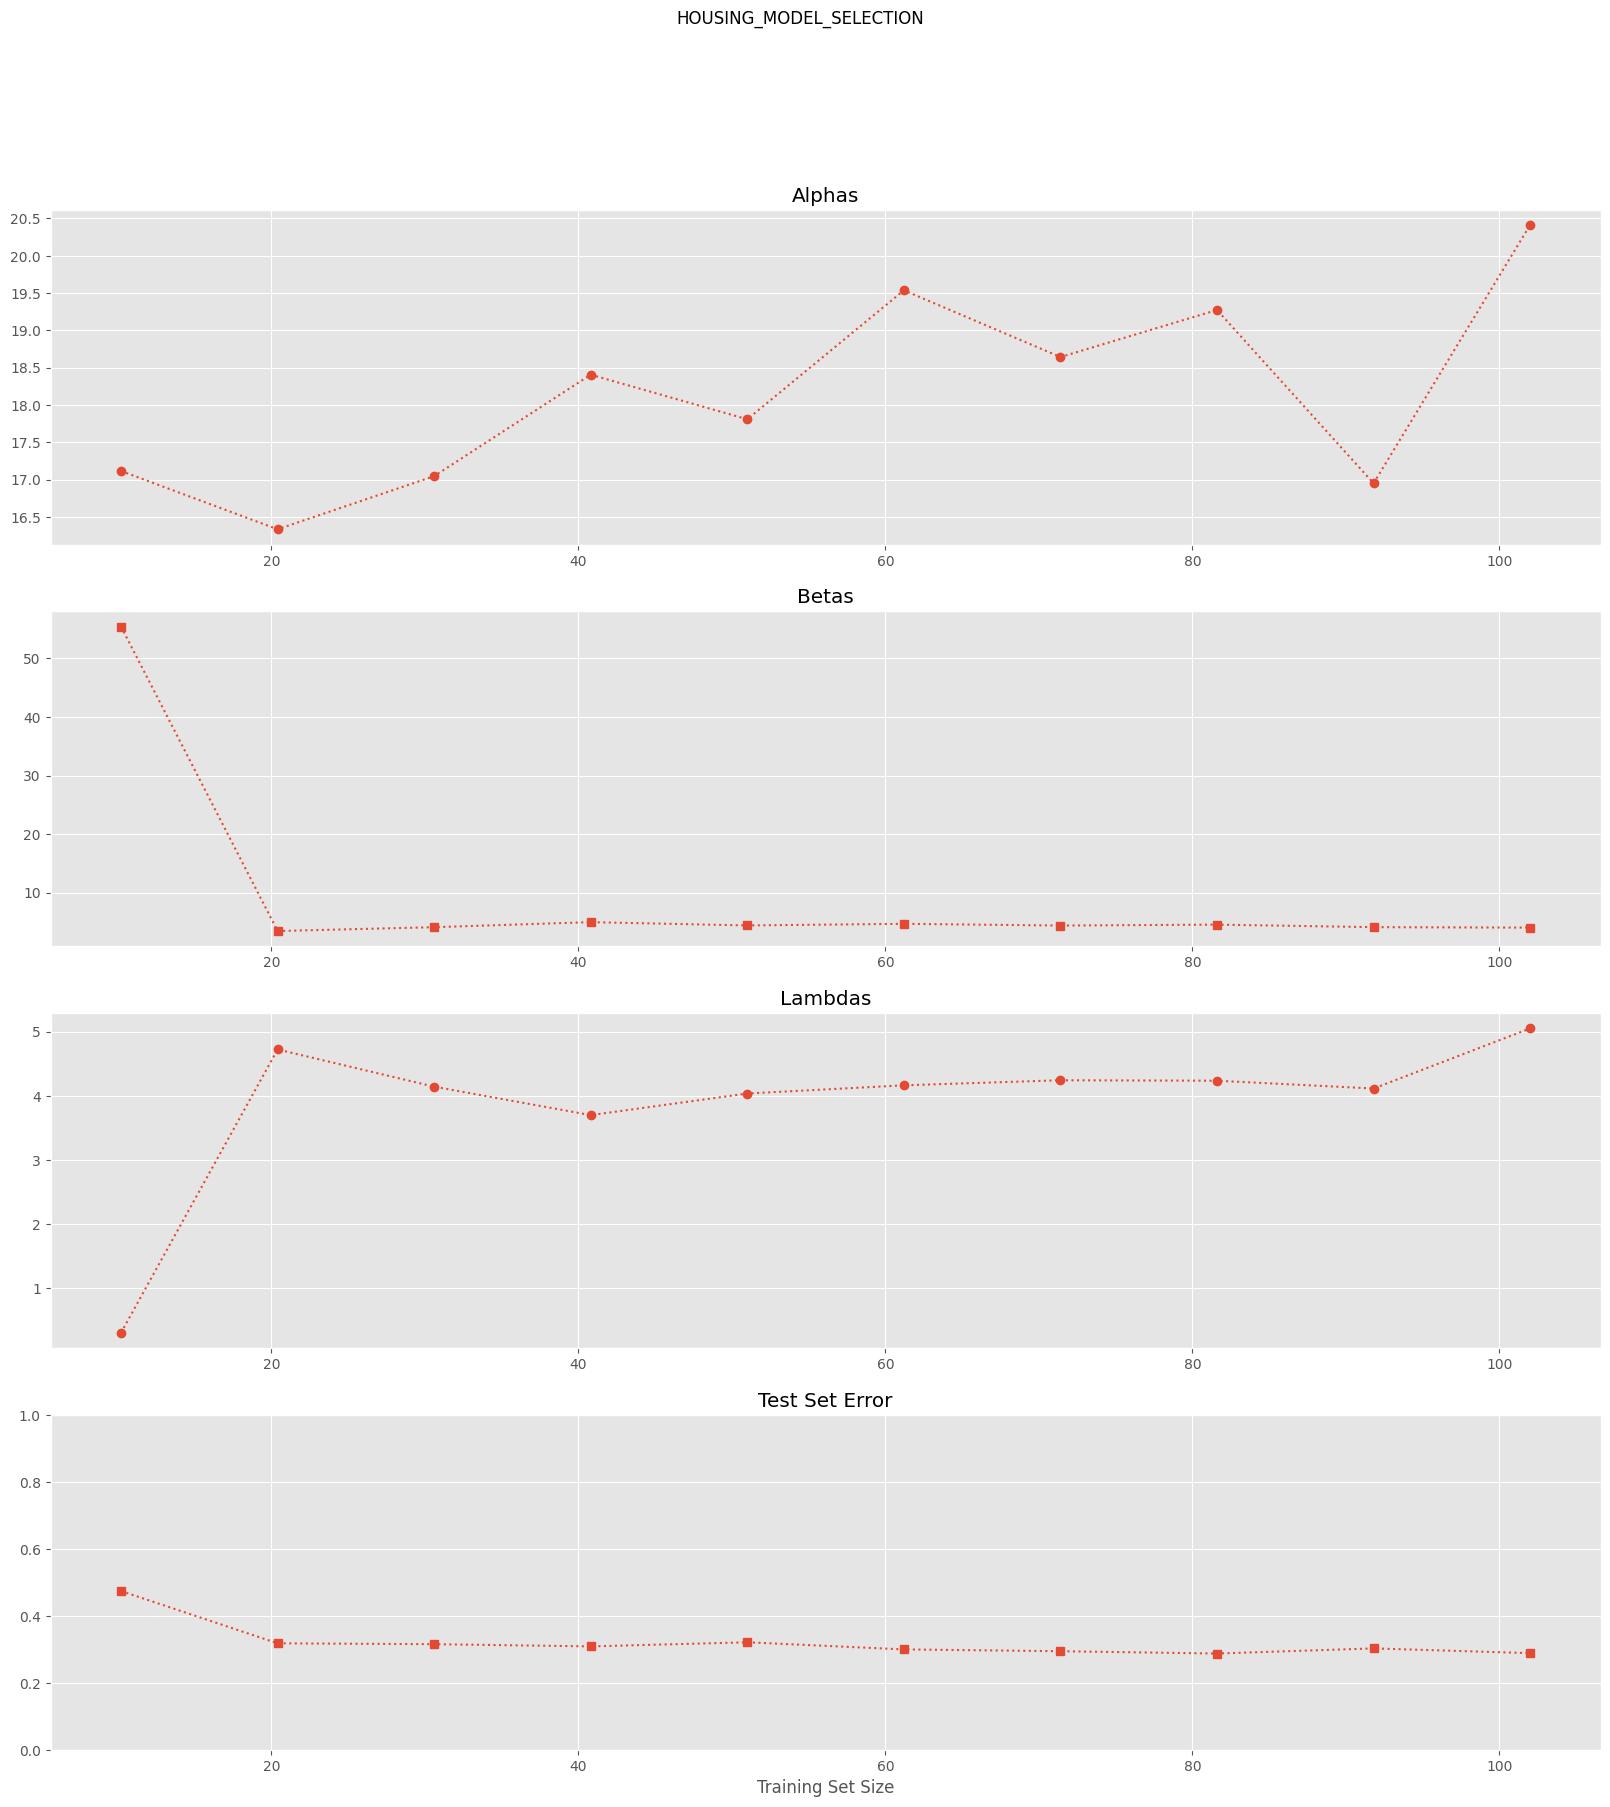 HOUSING_MODEL_SELECTION
Alphas
20.5
20.0
19.5
19.0
18.5
18.0
17.5
17.0
16.5
20 40 60 80 100
Betas
50
40
30
20
10
20 40 60 80 100
Lambdas
5
4
3
2
1
20 40 60 80 100
Test Set Error
1.0
0.8
0.6
0.4
0.2
0.0
20 40 60 80 100
Training Set Size